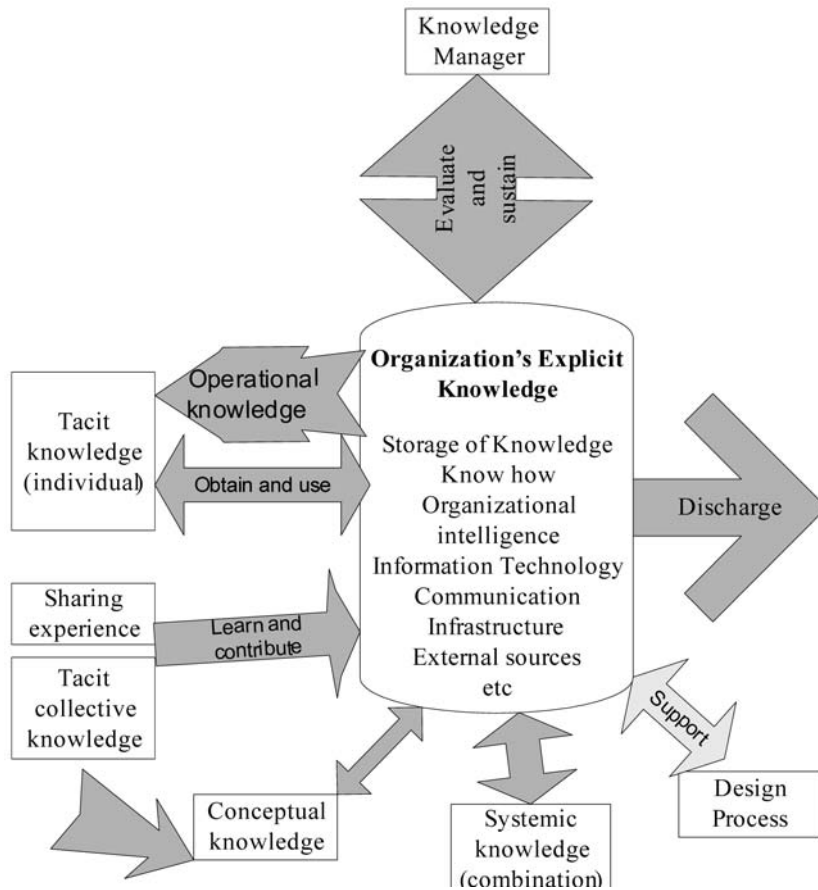 Knowledge
Manager
Evaluate
and
sustain
Organization’s Explicit
Knowledge
Storage of Knowledge
Know how
Organizational
intelligence
Information Technology
Communication
Infrastructure
External sources
etc
Operational
knowledge
Tacit
knowledge
(individual)
Obtain and use
Discharge
Sharing
experience
Learn and
contribute
Tacit
collective
knowledge
Support
Conceptual
knowledge
Systemic
knowledge
(combination)
Design
Process